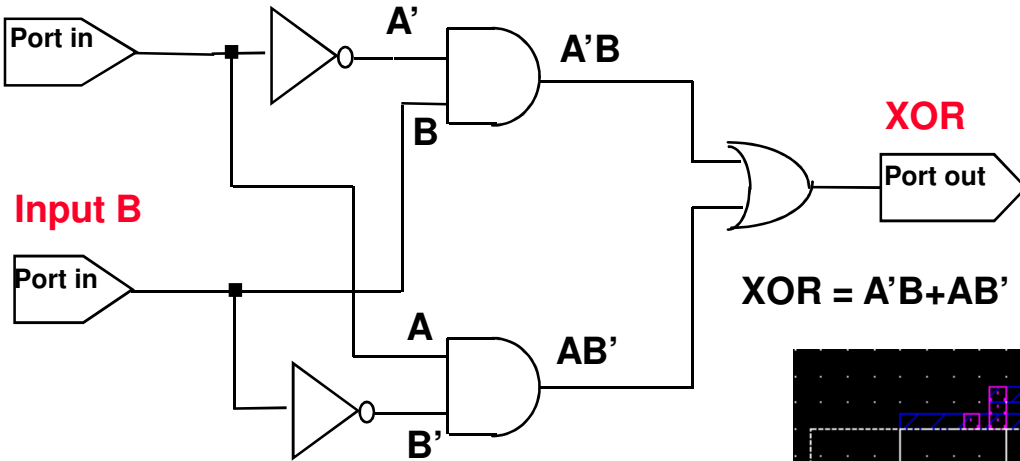 Port in
A’
A’B
B
XOR
Port out
Input B
Port in
XOR = A’B+AB’
A
AB’
B’